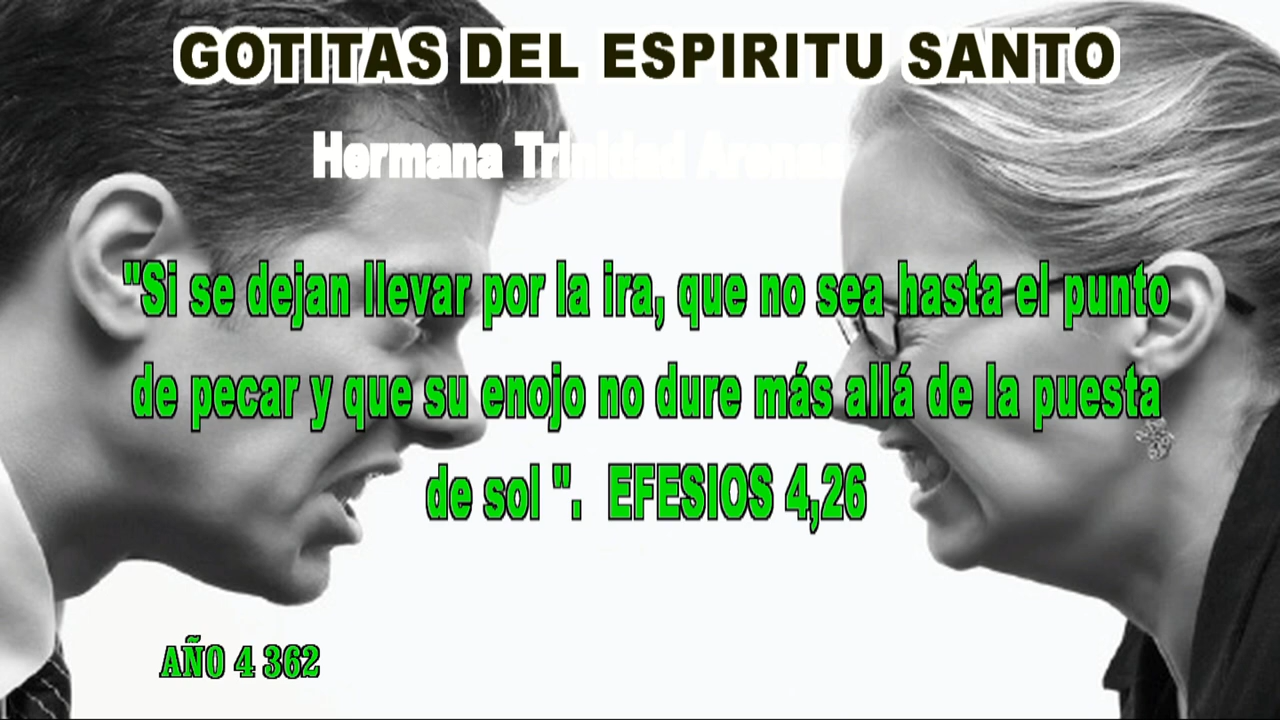 GOTITAS DEL ESPIRITU SANTO
Hermana Trinidad Arenas
"Si se dejan llevar por la ira, que no sea hasta el punto
de pecar y que su enojo no dure más allá de la puesta
de sol ". EFESIOS 4,26
AÑO 4 362